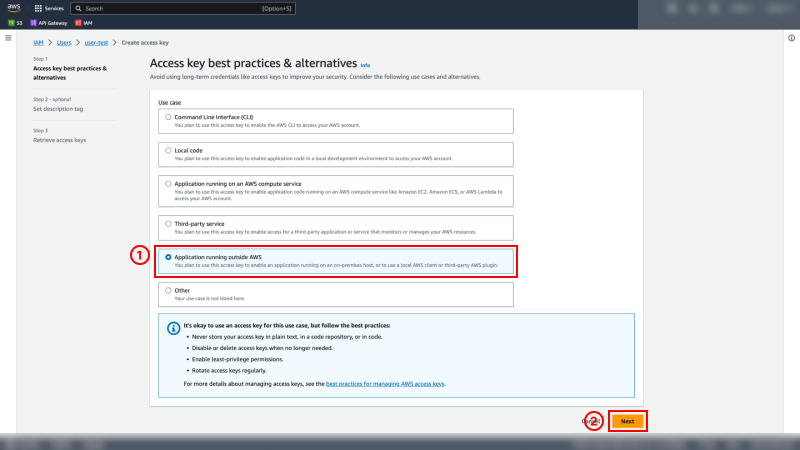 aws
Services
Search
[Option+S]
S3
API Gateway
IAM
IAM > Users > user-test > Create access key
Step 1
Access key best practices &
alternatives
Step 2 - optional
Set description tag
Step 3
Retrieve access keys
Access key best practices & alternatives Info
Avoid using long-term credentials like access keys to improve your security. Consider the following use cases and alternatives.
Use case
Command Line Interface (CLI)
You plan to use this access key to enable the AWS CLI to access your AWS account.
Local code
You plan to use this access key to enable application code in a local development environment to access your AWS account.
Application running on an AWS compute service
You plan to use this access key to enable application code running on an AWS compute service like Amazon EC2, Amazon ECS, or AWS Lambda to
access your AWS account.
Third-party service
You plan to use this access key to enable access for a third-party application or service that monitors or manages your AWS resources.
1
Application running outside AWS
You plan to use this access key to enable an application running on an on-premises host, or to use a local AWS client or third-party AWS plugin.
Other
Your use case is not listed here.
It's okay to use an access key for this use case, but follow the best practices:
• Never store your access key in plain text, in a code repository, or in code.
• Disable or delete access keys when no longer needed.
• Enable least-privilege permissions.
• Rotate access keys regularly.
For more details about managing access keys, see the best practices for managing AWS access keys.
2
Next